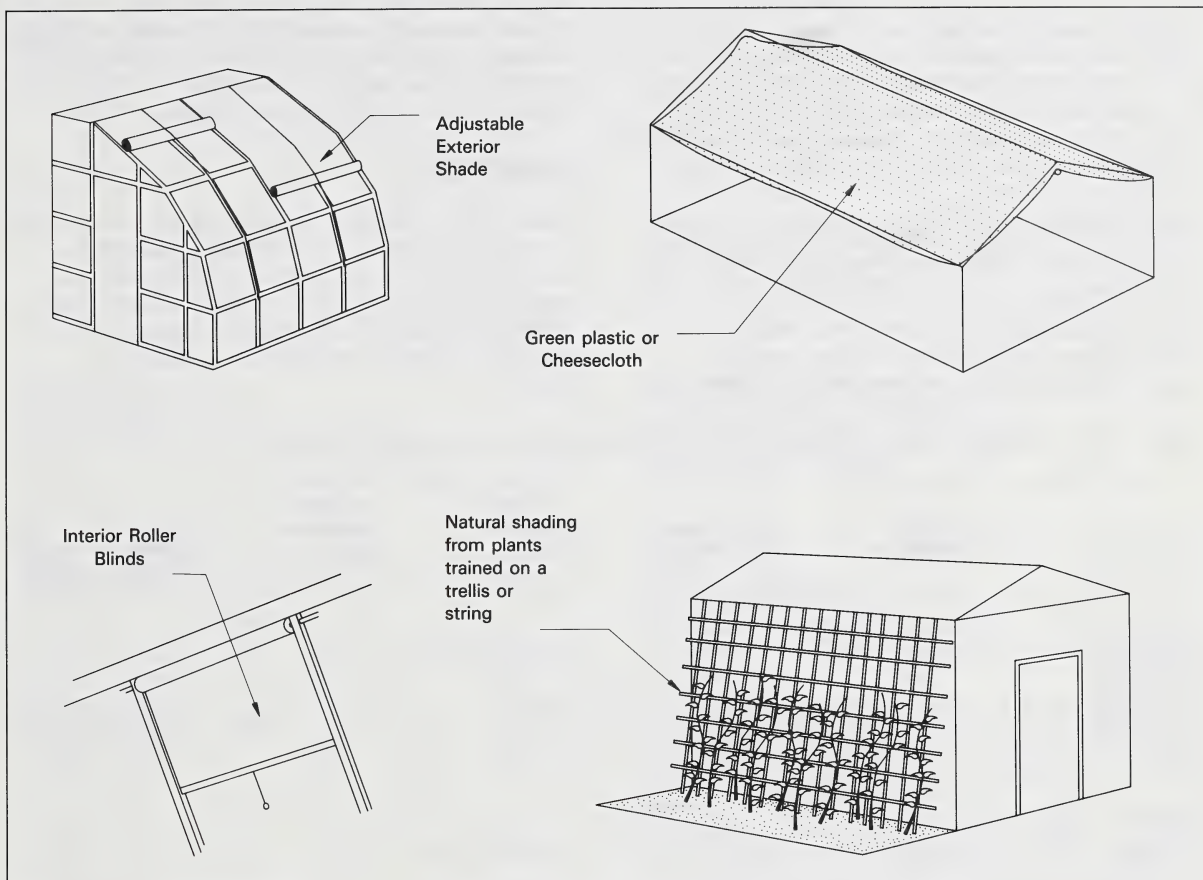 Adjustable
Exterior
Shade
Green plastic or
Cheesecloth
Interior Roller
Blinds
Natural shading
from plants
trained on a
trellis or
string